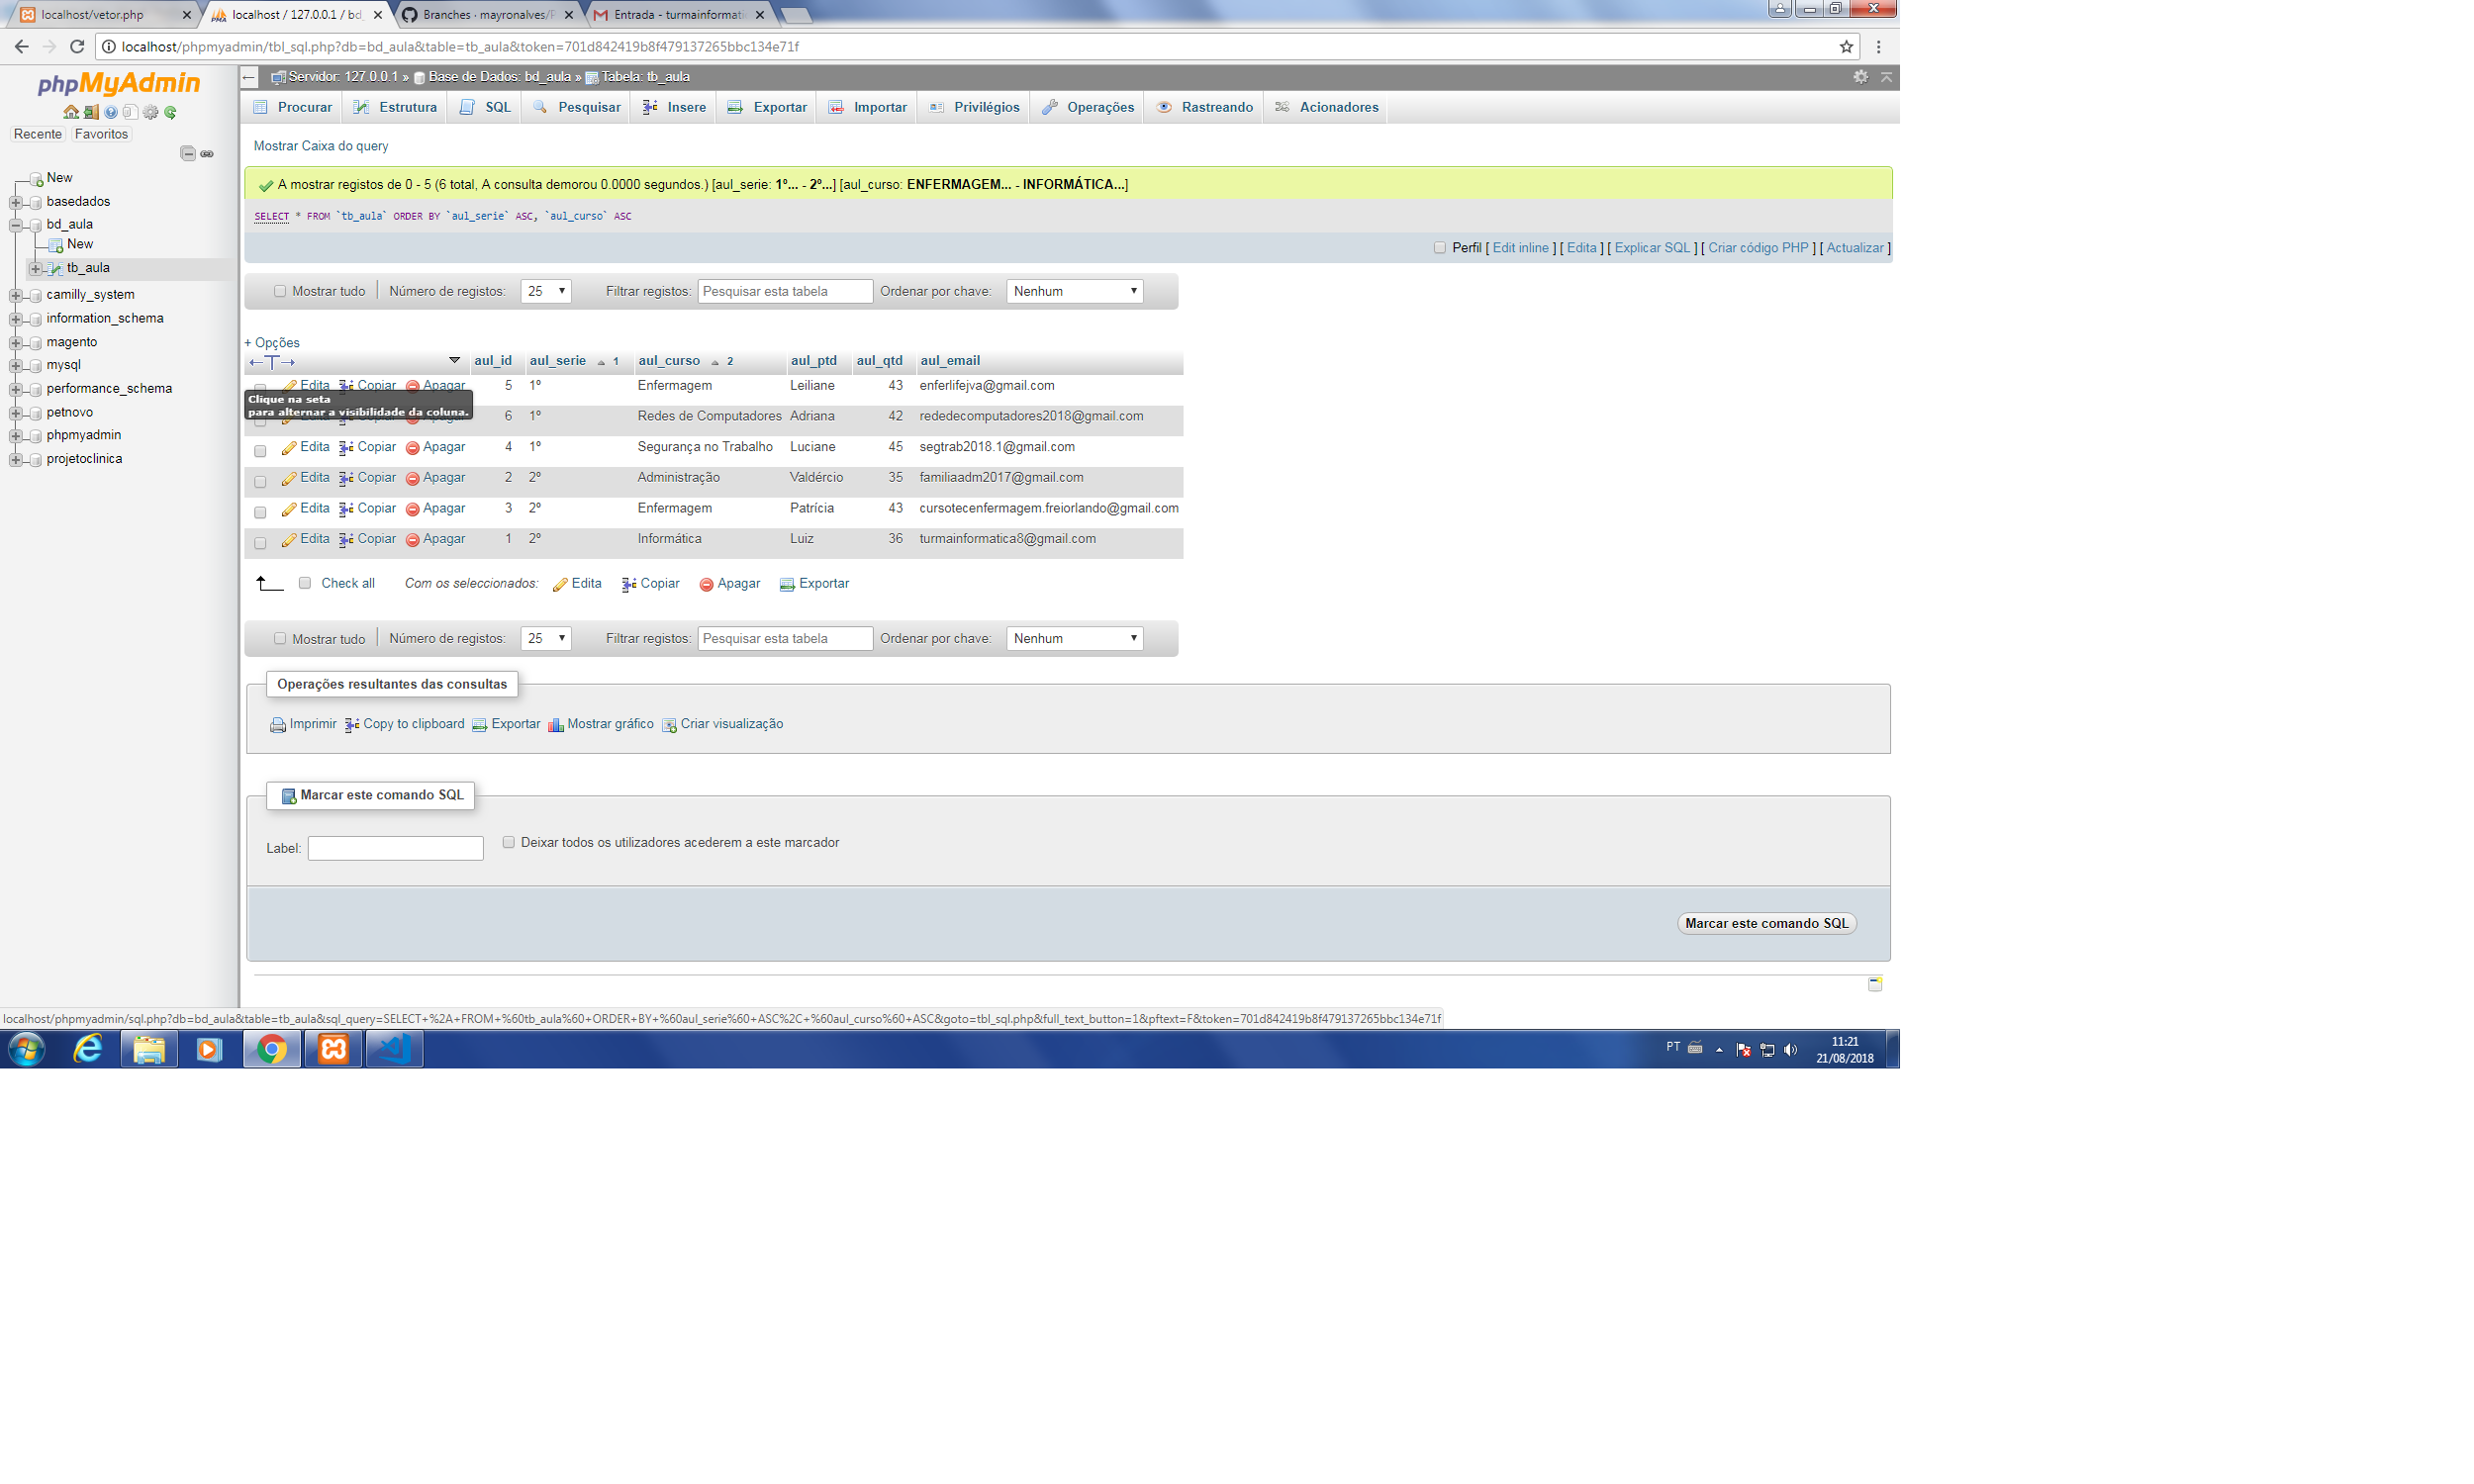 localhost/vetor.php
localhost / 127.0.0.1 / bd_
Branches · mayronalves/P
Entrada - turmainformati
localhost/phpmyadmin/tbl_sql.php?db=bd_aula&table=tb_aula&token=701d842419b8f479137265bbc134e71f
phpMyAdmin
Recente Favoritos
New
basedados
bd_aula
New
tb_aula
camilly_system
information_schema
magento
mysql
performance_schema
petnovo
phpmyadmin
projetoclinica
Servidor: 127.0.0.1 » Base de Dados: bd_aula » Tabela: tb_aula
Procurar Estrutura SQL Pesquisar Insere Exportar Importar Privilégios Operações Rastreando Acionadores
Mostrar Caixa do query
A mostrar registos de 0 - 5 (6 total, A consulta demorou 0.0000 segundos.) [aul_serie: 1º... - 2º...] [aul_curso: ENFERMAGEM... - INFORMÁTICA...]
SELECT * FROM `tb_aula` ORDER BY `aul_serie` ASC, `aul_curso` ASC
Perfil [ Edit inline ] [ Edita ] [ Explicar SQL ] [ Criar código PHP ] [ Actualizar ]
Mostrar tudo Número de registos: 25 Filtrar registos: Pesquisar esta tabela Ordenar por chave: Nenhum
+ Opções
aul_id aul_serie 1 aul_curso 2 aul_ptd aul_qtd aul_email
Edita Copiar Apagar 5 1º Enfermagem Leiliane 43 enferlifejva@gmail.com
Clique na seta
para alternar a visibilidade da coluna.
6 1º Redes de Computadores Adriana 42 rededecomputadores2018@gmail.com
Edita Copiar Apagar 4 1º Segurança no Trabalho Luciane 45 segtrab2018.1@gmail.com
Edita Copiar Apagar 2 2º Administração Valdércio 35 familiaadm2017@gmail.com
Edita Copiar Apagar 3 2º Enfermagem Patrícia 43 cursotecenfermagem.freiorlando@gmail.com
Edita Copiar Apagar 1 2º Informática Luiz 36 turmainformatica8@gmail.com
Check all Com os seleccionados: Edita Copiar Apagar Exportar
Mostrar tudo Número de registos: 25 Filtrar registos: Pesquisar esta tabela Ordenar por chave: Nenhum
Operações resultantes das consultas
Imprimir Copy to clipboard Exportar Mostrar gráfico Criar visualização
Marcar este comando SQL
Label: Deixar todos os utilizadores acederem a este marcador
Marcar este comando SQL
localhost/phpmyadmin/sql.php?db=bd_aula&table=tb_aula&sql_query=SELECT+%2A+FROM+%60tb_aula%60+ORDER+BY+%60aul_serie%60+ASC%2C+%60aul_curso%60+ASC&goto=tbl_sql.php&full_text_button=1&pftext=F&token=701d842419b8f479137265bbc134e71f
PT
11:21
21/08/2018